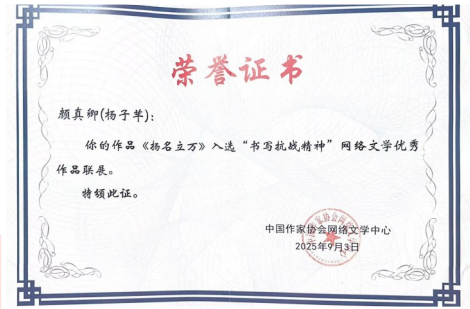 荣誉证书
颜真卿(杨子苹):
你的作品《扬名立万》入选“书写抗战精神”网络文学优秀
作品联展。
特颁此证。
中国作家协会网络文学中心
2025年9月3日